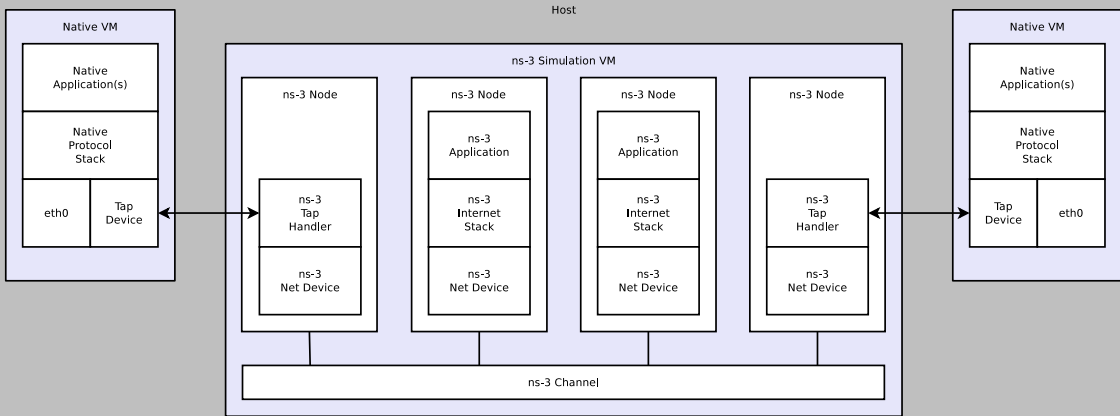 Host
Native VM
Native
Application(s)
Native
Protocol
Stack
eth0
Tap
Device
ns-3 Simulation VM
ns-3 Node
ns-3
Tap
Handler
ns-3
Net Device
ns-3 Node
ns-3
Application
ns-3
Internet
Stack
ns-3
Net Device
ns-3 Node
ns-3
Application
ns-3
Internet
Stack
ns-3
Net Device
ns-3 Node
ns-3
Tap
Handler
ns-3
Net Device
ns-3 Channel
Native VM
Native
Application(s)
Native
Protocol
Stack
Tap
Device
eth0